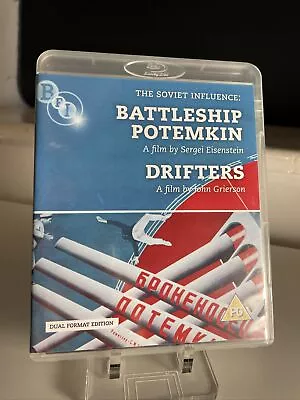 BFI
THE SOVIET INFLUENCE:
BATTLESHIP
POTEMKIN
A film by Sergei Eisenstein
DRIFTERS
A film by John Grierson
БРОНЕНОСЕЦ
ПОТЕМКИ
PG
DUAL FORMAT EDITION